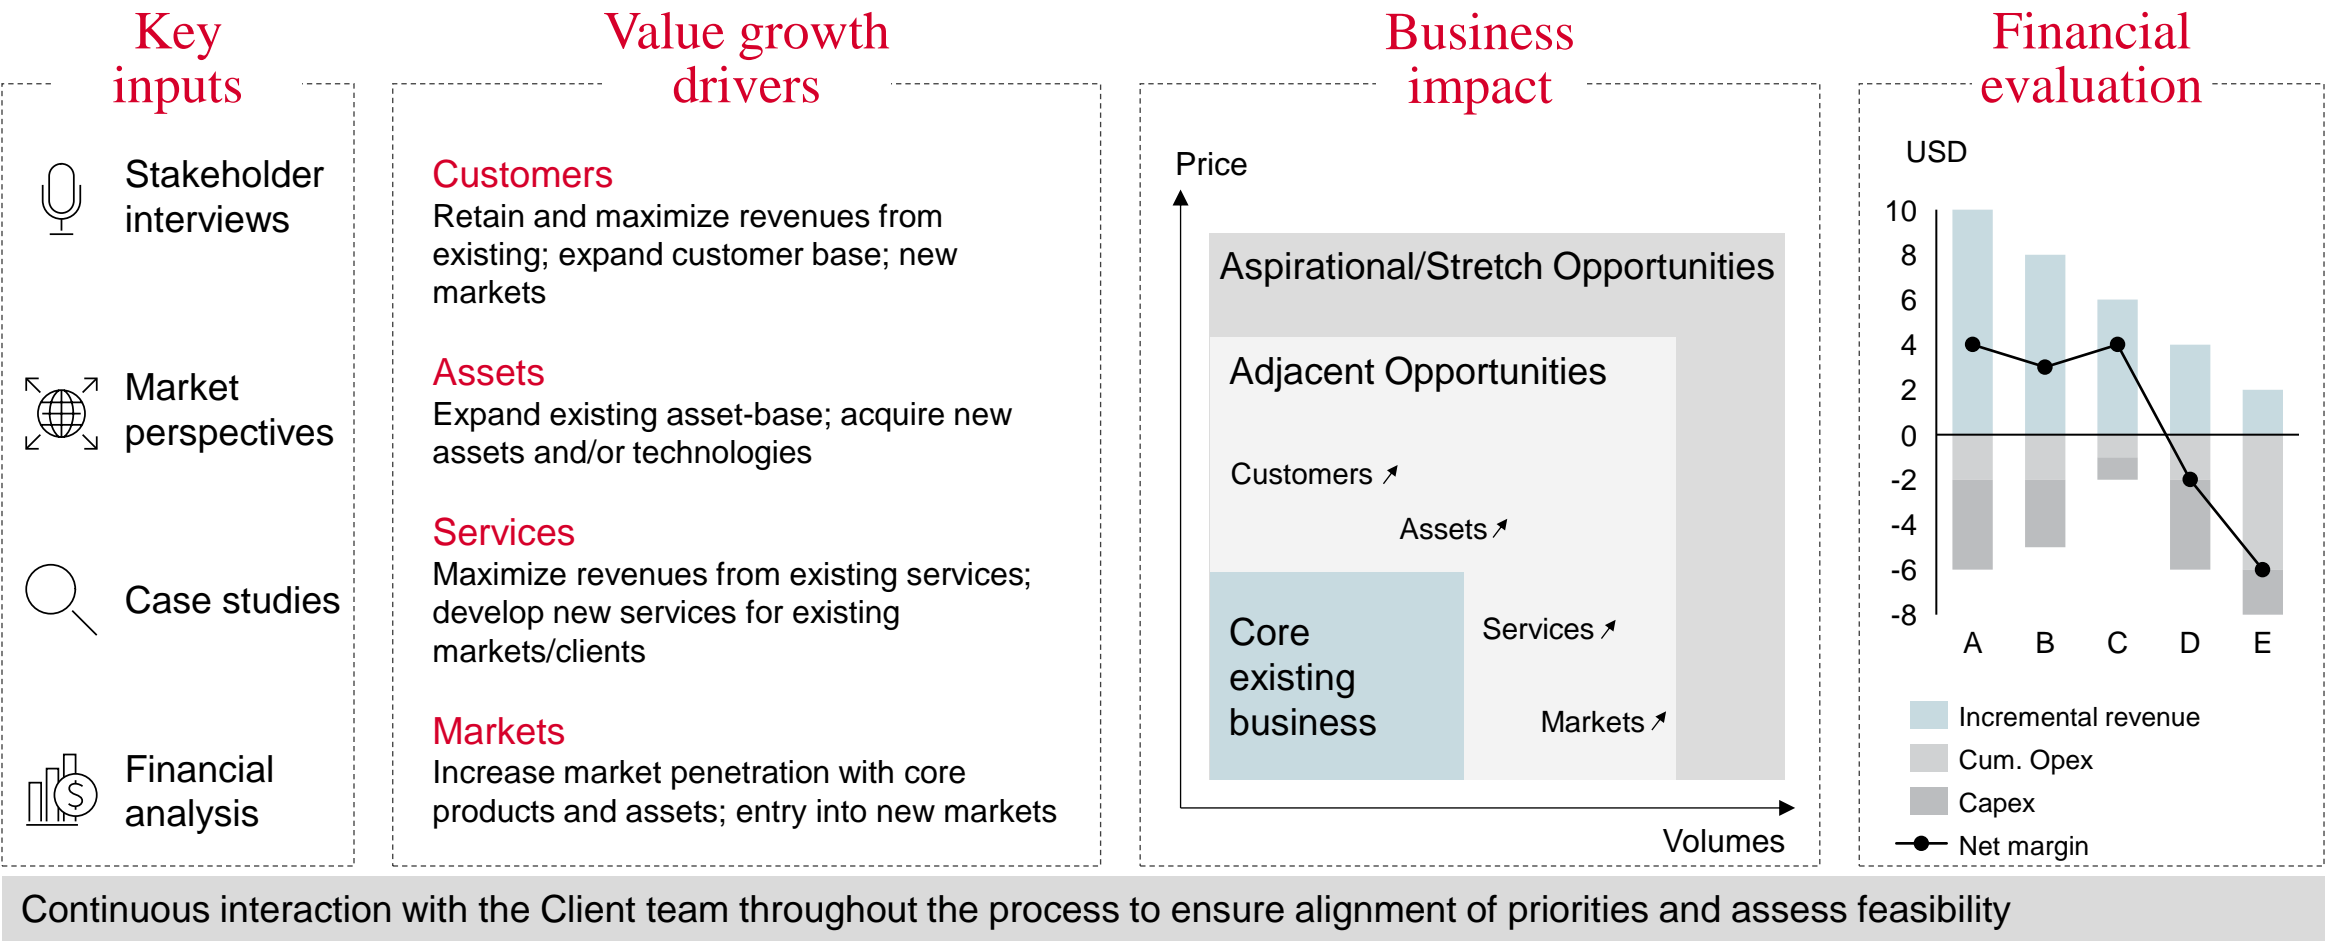 Key
inputs
Value growth
drivers
Business
impact
Financial
evaluation
Stakeholder
interviews
Market
perspectives
Case studies
Financial
analysis
Customers
Retain and maximize revenues from
existing; expand customer base; new
markets
Assets
Expand existing asset-base; acquire new
assets and/or technologies
Services
Maximize revenues from existing services;
develop new services for existing
markets/clients
Markets
Increase market penetration with core
products and assets; entry into new markets
Price
Aspirational/Stretch Opportunities
Adjacent Opportunities
Customers
Assets
Core
existing
business
Services
Markets
Volumes
USD
10
8
6
4
2
0
-2
-4
-6
-8
A B C D E
Incremental revenue
Cum. Opex
Capex
Net margin
Continuous interaction with the Client team throughout the process to ensure alignment of priorities and assess feasibility